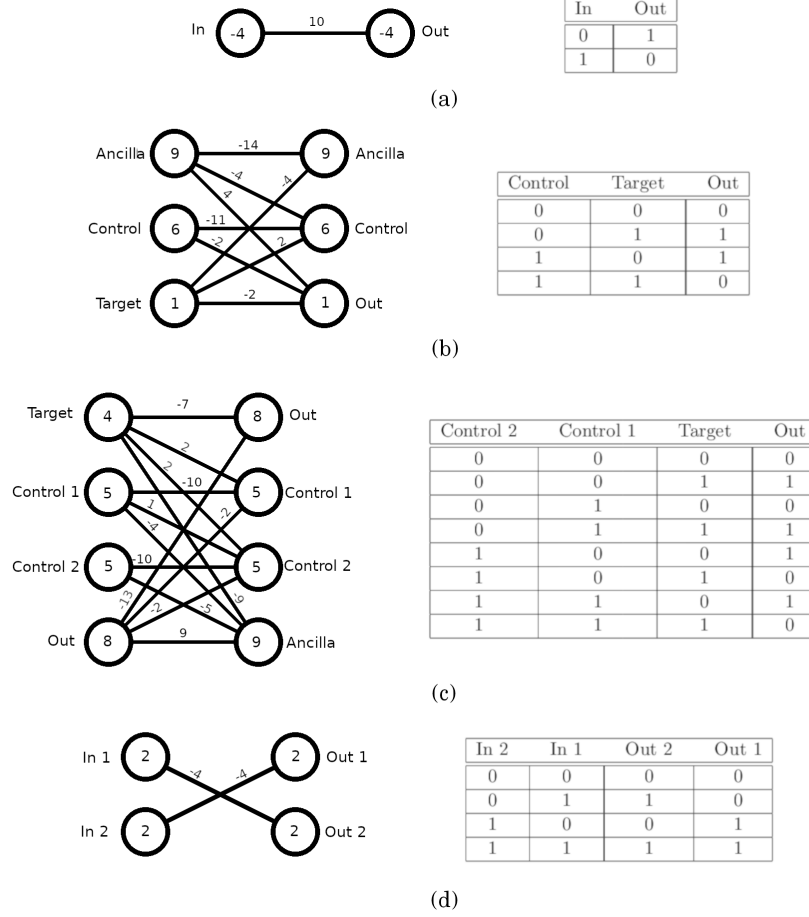 In -4 10 -4 Out
In Out
0 1
1 0
(a)
Ancilla 9 -14 9 Ancilla
-4
4
-4
Control 6 -11 6 Control
-2
2
Target 1 -2 1 Out
Control Target Out
0 0 0
0 1 1
1 0 1
1 1 0
(b)
Target 4 -7 8 Out
2
2
Control 1 5 -10 5 Control 1
1
-4
-2
Control 2 5 -10 5 Control 2
-13
-2
-5
-9
Out 8 9 9 Ancilla
Control 2 Control 1 Target Out
0 0 0 0
0 0 1 1
0 1 0 0
0 1 1 1
1 0 0 1
1 0 1 0
1 1 0 1
1 1 1 0
(c)
In 1 2 2 Out 1
-4 -4
In 2 2 2 Out 2
In 2 In 1 Out 2 Out 1
0 0 0 0
0 1 1 0
1 0 0 1
1 1 1 1
(d)